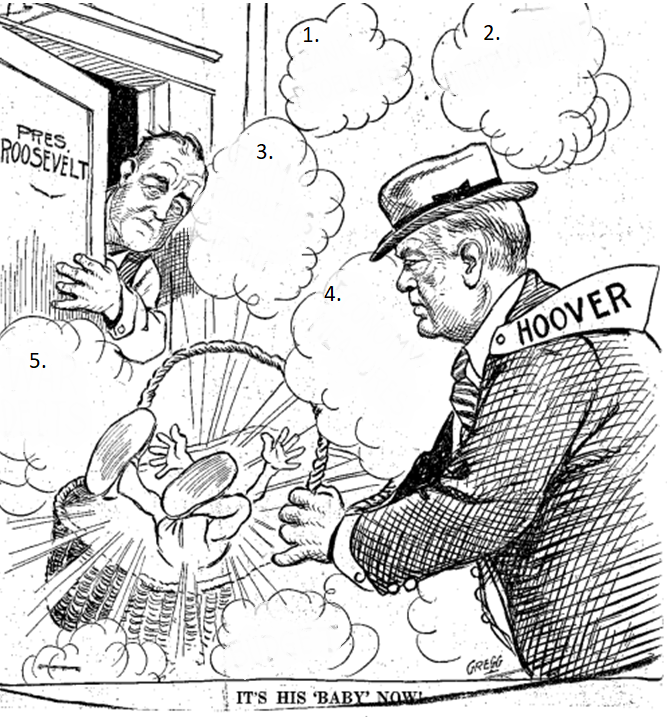 1.
2.
3.
PRES.
ROOSEVELT
4.
HOOVER
5.
GREGG
IT'S HIS 'BABY' NOW!